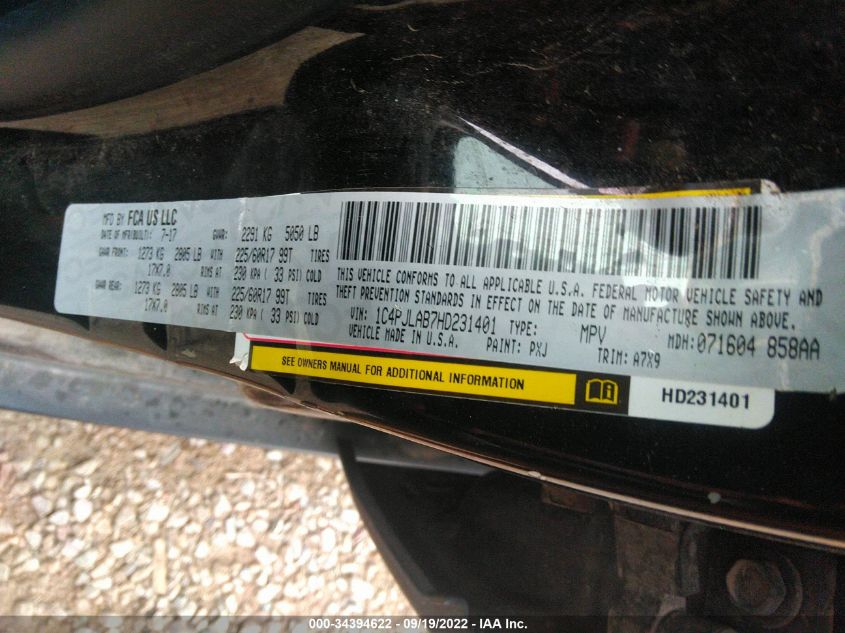 MFD BY FCA US LLC
DATE OF MFR(BUILT): 7-17 GVWR: 2291 KG 5050 LB
GAWR FRONT: 1273 KG 2805 LB WITH 225/60R17 99T TIRES
17X7.0 RIMS AT 230 KPA ( 33 PSI) COLD
GAWR REAR: 1273 KG 2805 LB WITH 225/60R17 99T TIRES
17X7.0 RIMS AT 230 KPA ( 33 PSI) COLD
THIS VEHICLE CONFORMS TO ALL APPLICABLE U.S.A. FEDERAL MOTOR VEHICLE SAFETY AND
THEFT PREVENTION STANDARDS IN EFFECT ON THE DATE OF MANUFACTURE SHOWN ABOVE.
VIN: 1C4PJLAB7HD231401 TYPE: MPV MDH:071604 858AA
VEHICLE MADE IN U.S.A. PAINT: PXJ TRIM: A7X9
SEE OWNERS MANUAL FOR ADDITIONAL INFORMATION
HD231401
000-34394622 - 09/19/2022 - IAA Inc.